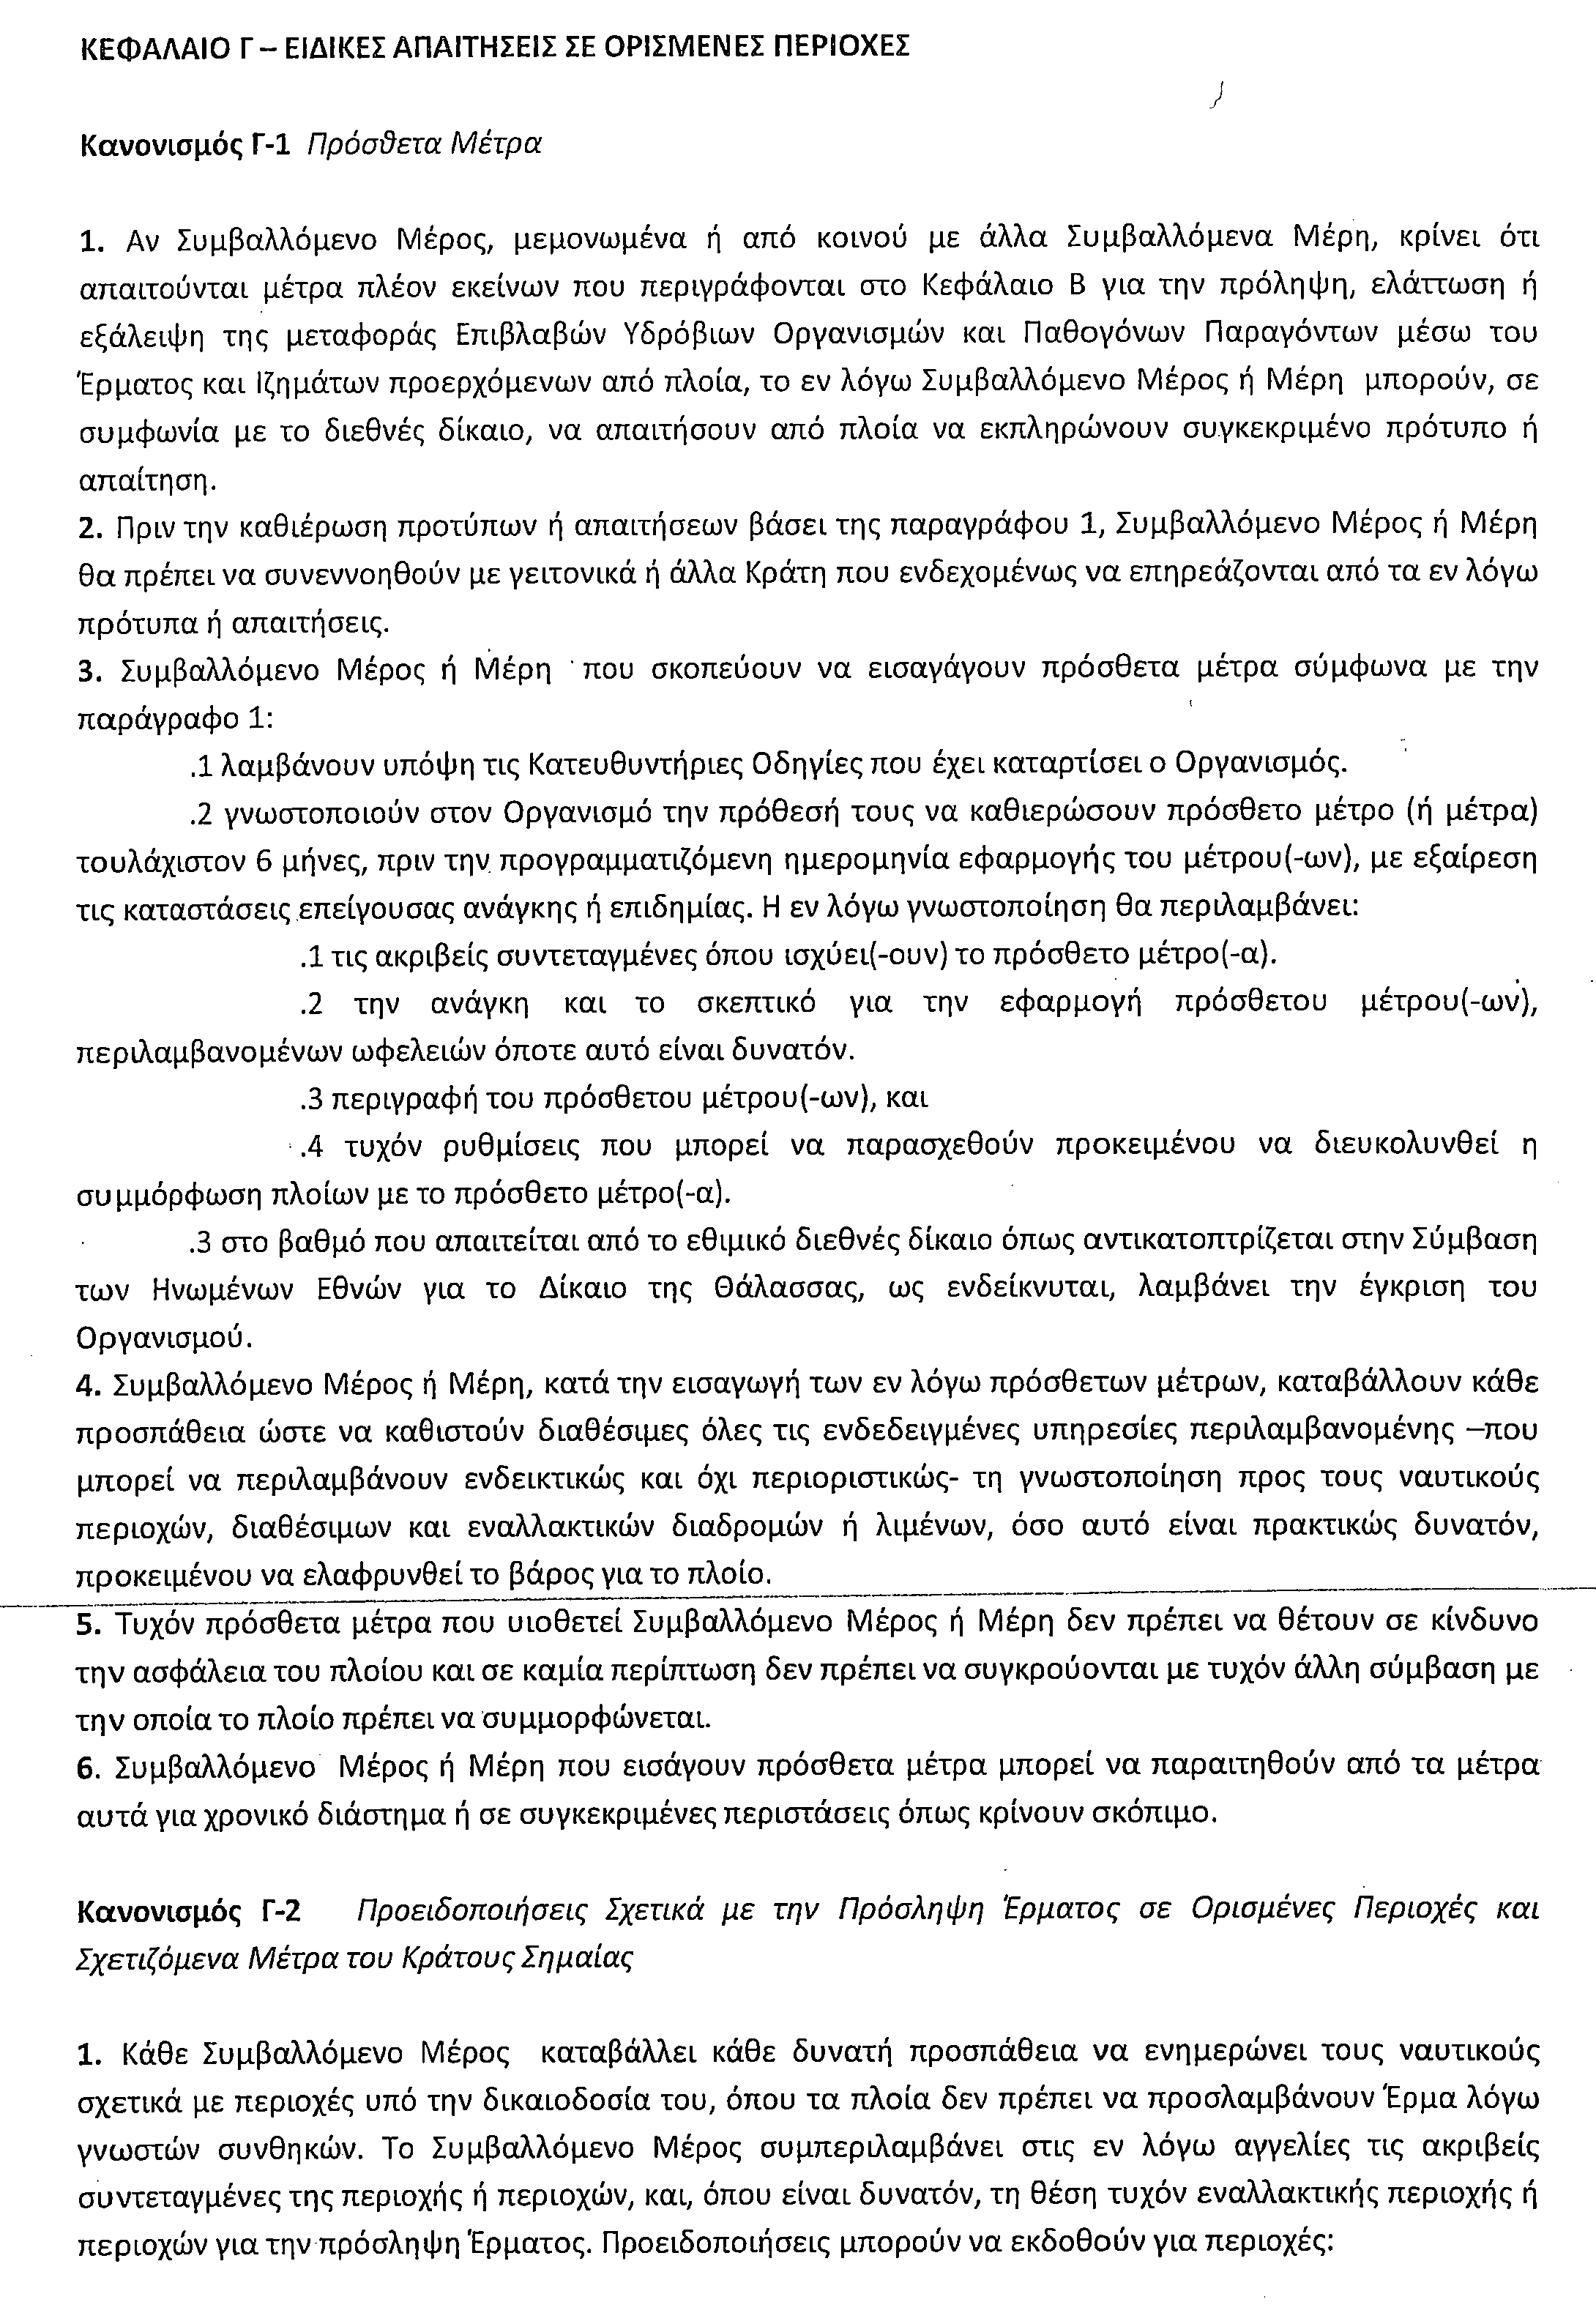 ΚΕΦΑΛΑΙΟ Γ – ΕΙΔΙΚΕΣ ΑΠΑΙΤΗΣΕΙΣ ΣΕ ΟΡΙΣΜΕΝΕΣ ΠΕΡΙΟΧΕΣ
Κανονισμός Γ-1 Πρόσθετα Μέτρα
1. Αν Συμβαλλόμενο Μέρος, μεμονωμένα ή από κοινού με άλλα Συμβαλλόμενα Μέρη, κρίνει ότι
απαιτούνται μέτρα πλέον εκείνων που περιγράφονται στο Κεφάλαιο Β για την πρόληψη, ελάττωση ή
εξάλειψη της μεταφοράς Επιβλαβών Υδρόβιων Οργανισμών και Παθογόνων Παραγόντων μέσω του
Έρματος και Ιζημάτων προερχόμενων από πλοία, το εν λόγω Συμβαλλόμενο Μέρος ή Μέρη μπορούν, σε
συμφωνία με το διεθνές δίκαιο, να απαιτήσουν από πλοία να εκπληρώνουν συγκεκριμένο πρότυπο ή
απαίτηση.
2. Πριν την καθιέρωση προτύπων ή απαιτήσεων βάσει της παραγράφου 1, Συμβαλλόμενο Μέρος ή Μέρη
θα πρέπει να συνεννοηθούν με γειτονικά ή άλλα Κράτη που ενδεχομένως να επηρεάζονται από τα εν λόγω
πρότυπα ή απαιτήσεις.
3. Συμβαλλόμενο Μέρος ή Μέρη που σκοπεύουν να εισαγάγουν πρόσθετα μέτρα σύμφωνα με την
παράγραφο 1:
.1 λαμβάνουν υπόψη τις Κατευθυντήριες Οδηγίες που έχει καταρτίσει ο Οργανισμός.
.2 γνωστοποιούν στον Οργανισμό την πρόθεσή τους να καθιερώσουν πρόσθετο μέτρο (ή μέτρα)
τουλάχιστον 6 μήνες, πριν την προγραμματιζόμενη ημερομηνία εφαρμογής του μέτρου(-ων), με εξαίρεση
τις καταστάσεις επείγουσας ανάγκης ή επιδημίας. Η εν λόγω γνωστοποίηση θα περιλαμβάνει:
.1 τις ακριβείς συντεταγμένες όπου ισχύει(-ουν) το πρόσθετο μέτρο(-α).
.2 την ανάγκη και το σκεπτικό για την εφαρμογή πρόσθετου μέτρου(-ων),
περιλαμβανομένων ωφελειών όποτε αυτό είναι δυνατόν.
.3 περιγραφή του πρόσθετου μέτρου(-ων), και
.4 τυχόν ρυθμίσεις που μπορεί να παρασχεθούν προκειμένου να διευκολυνθεί η
συμμόρφωση πλοίων με το πρόσθετο μέτρο(-α).
.3 στο βαθμό που απαιτείται από το εθιμικό διεθνές δίκαιο όπως αντικατοπτρίζεται στην Σύμβαση
των Ηνωμένων Εθνών για το Δίκαιο της Θάλασσας, ως ενδείκνυται, λαμβάνει την έγκριση του
Οργανισμού.
4. Συμβαλλόμενο Μέρος ή Μέρη, κατά την εισαγωγή των εν λόγω πρόσθετων μέτρων, καταβάλλουν κάθε
προσπάθεια ώστε να καθιστούν διαθέσιμες όλες τις ενδεδειγμένες υπηρεσίες περιλαμβανομένης –που
μπορεί να περιλαμβάνουν ενδεικτικώς και όχι περιοριστικώς- τη γνωστοποίηση προς τους ναυτικούς
περιοχών, διαθέσιμων και εναλλακτικών διαδρομών ή λιμένων, όσο αυτό είναι πρακτικώς δυνατόν,
προκειμένου να ελαφρυνθεί το βάρος για το πλοίο.
5. Τυχόν πρόσθετα μέτρα που υιοθετεί Συμβαλλόμενο Μέρος ή Μέρη δεν πρέπει να θέτουν σε κίνδυνο
την ασφάλεια του πλοίου και σε καμία περίπτωση δεν πρέπει να συγκρούονται με τυχόν άλλη σύμβαση με
την οποία το πλοίο πρέπει να συμμορφώνεται.
6. Συμβαλλόμενο Μέρος ή Μέρη που εισάγουν πρόσθετα μέτρα μπορεί να παραιτηθούν από τα μέτρα
αυτά για χρονικό διάστημα ή σε συγκεκριμένες περιστάσεις όπως κρίνουν σκόπιμο.
Κανονισμός Γ-2 Προειδοποιήσεις Σχετικά με την Πρόσληψη Έρματος σε Ορισμένες Περιοχές και
Σχετιζόμενα Μέτρα του Κράτους Σημαίας
1. Κάθε Συμβαλλόμενο Μέρος καταβάλλει κάθε δυνατή προσπάθεια να ενημερώνει τους ναυτικούς
σχετικά με περιοχές υπό την δικαιοδοσία του, όπου τα πλοία δεν πρέπει να προσλαμβάνουν Έρμα λόγω
γνωστών συνθηκών. Το Συμβαλλόμενο Μέρος συμπεριλαμβάνει στις εν λόγω αγγελίες τις ακριβείς
συντεταγμένες της περιοχής ή περιοχών, και, όπου είναι δυνατόν, τη θέση τυχόν εναλλακτικής περιοχής ή
περιοχών για την πρόσληψη Έρματος. Προειδοποιήσεις μπορούν να εκδοθούν για περιοχές: